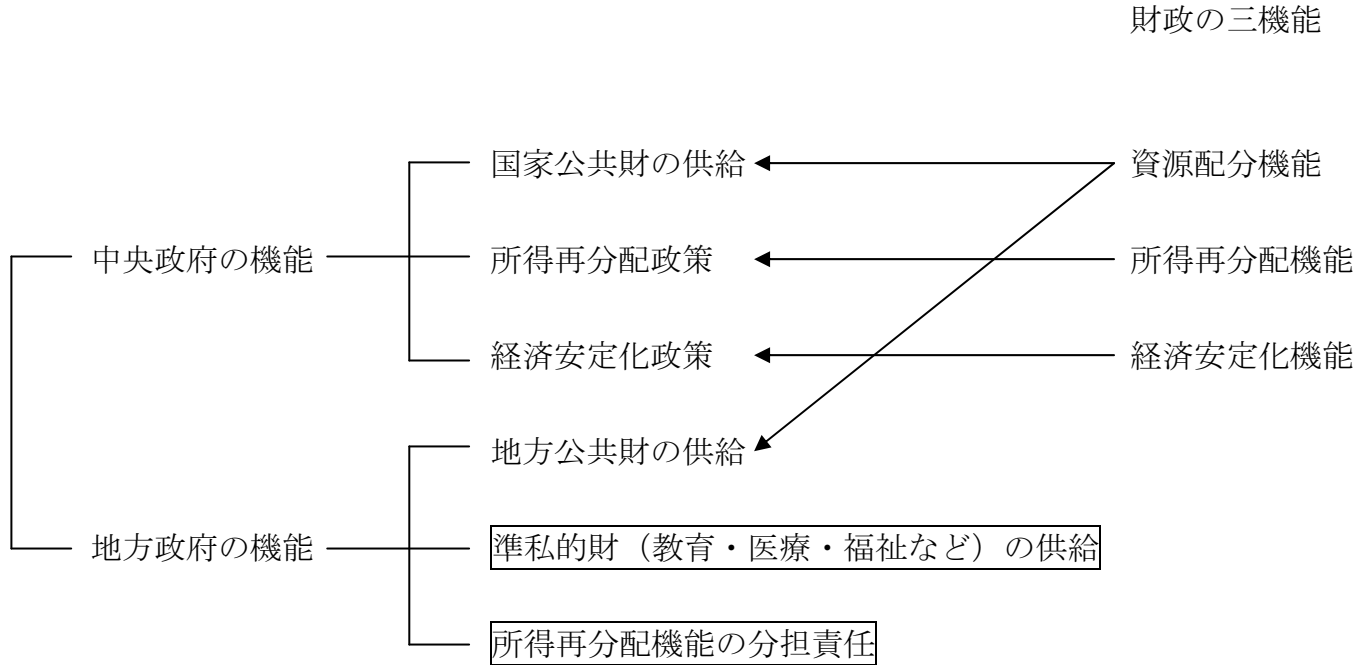 財政の三機能
国家公共財の供給 資源配分機能
中央政府の機能 所得再分配政策 所得再分配機能
経済安定化政策 経済安定化機能
地方公共財の供給
地方政府の機能 準私的財（教育・医療・福祉など）の供給
所得再分配機能の分担責任